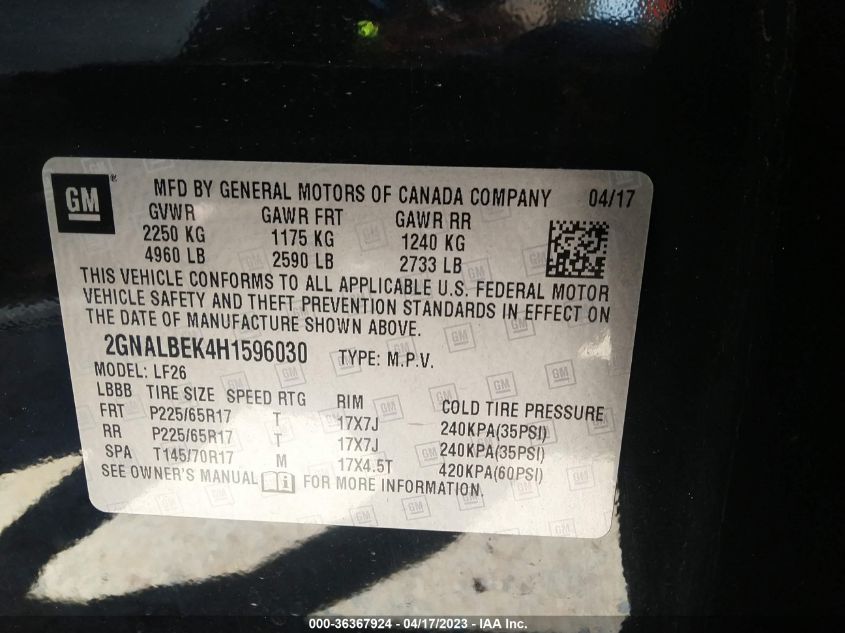 GM® MFD BY GENERAL MOTORS OF CANADA COMPANY 04/17
GVWR GAWR FRT GAWR RR
2250 KG 1175 KG 1240 KG
4960 LB 2590 LB 2733 LB
THIS VEHICLE CONFORMS TO ALL APPLICABLE U.S. FEDERAL MOTOR
VEHICLE SAFETY AND THEFT PREVENTION STANDARDS IN EFFECT ON
THE DATE OF MANUFACTURE SHOWN ABOVE.
2GNALBEK4H1596030 TYPE: M.P.V.
MODEL: LF26
LBBB TIRE SIZE SPEED RTG RIM COLD TIRE PRESSURE
FRT P225/65R17 T 17X7J 240KPA(35PSI)
RR P225/65R17 T 17X7J 240KPA(35PSI)
SPA T145/70R17 M 17X4.5T 420KPA(60PSI)
SEE OWNER'S MANUAL i FOR MORE INFORMATION.
000-36367924 - 04/17/2023 - IAA Inc.